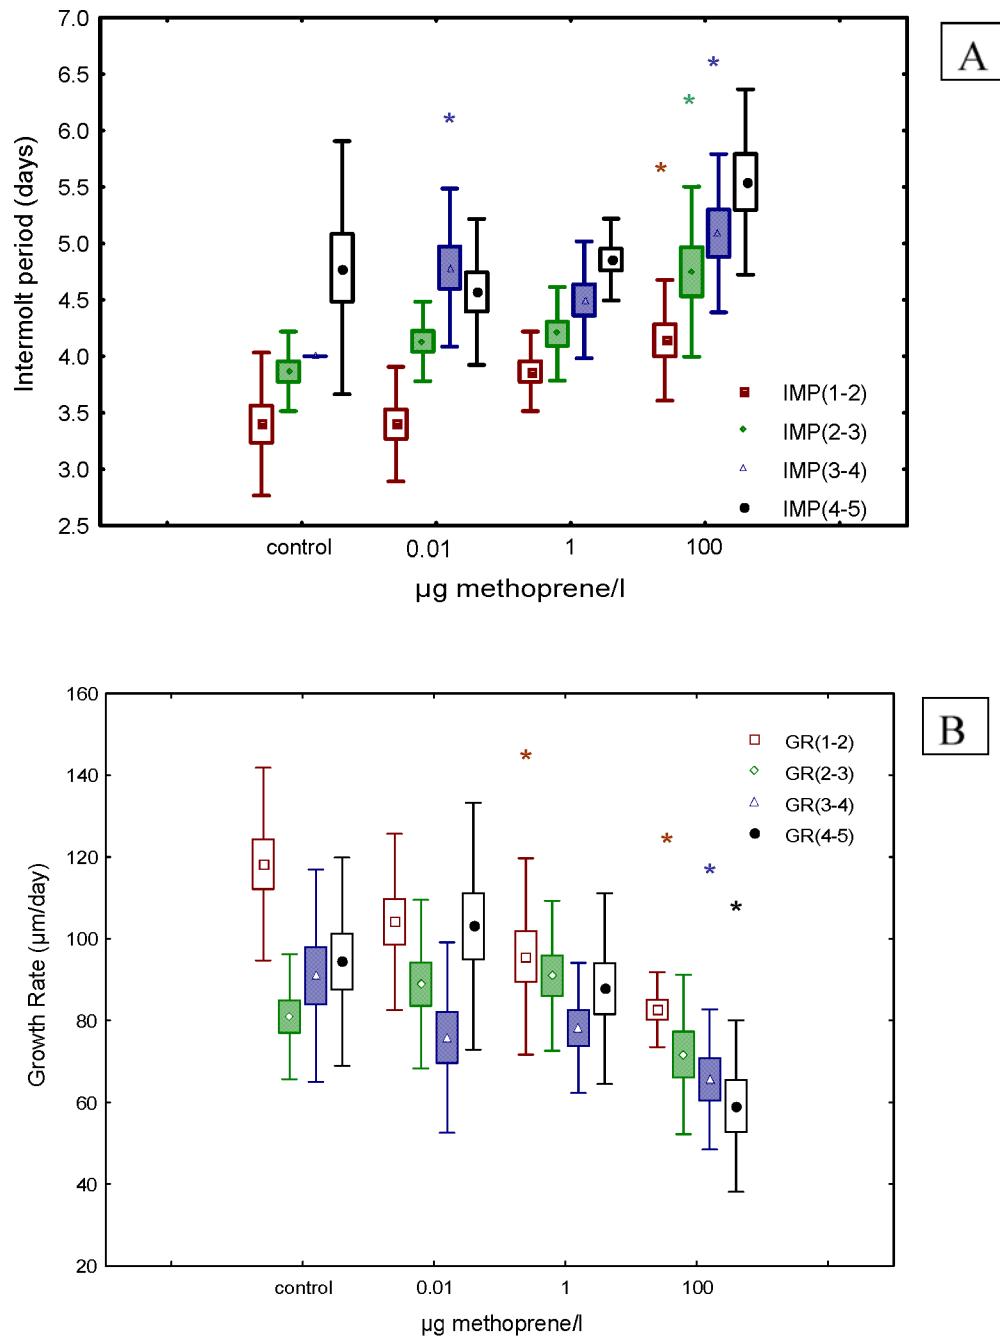 A
7.0
6.5
6.0
5.5
5.0
4.5
4.0
3.5
3.0
2.5
Intermolt period (days)
*
*
*
*
IMP(1-2)
IMP(2-3)
IMP(3-4)
IMP(4-5)
control 0.01 1 100
µg methoprene/l
B
160
140
120
100
80
60
40
20
Growth Rate (µm/day)
*
*
*
*
GR(1-2)
GR(2-3)
GR(3-4)
GR(4-5)
control 0.01 1 100
µg methoprene/l